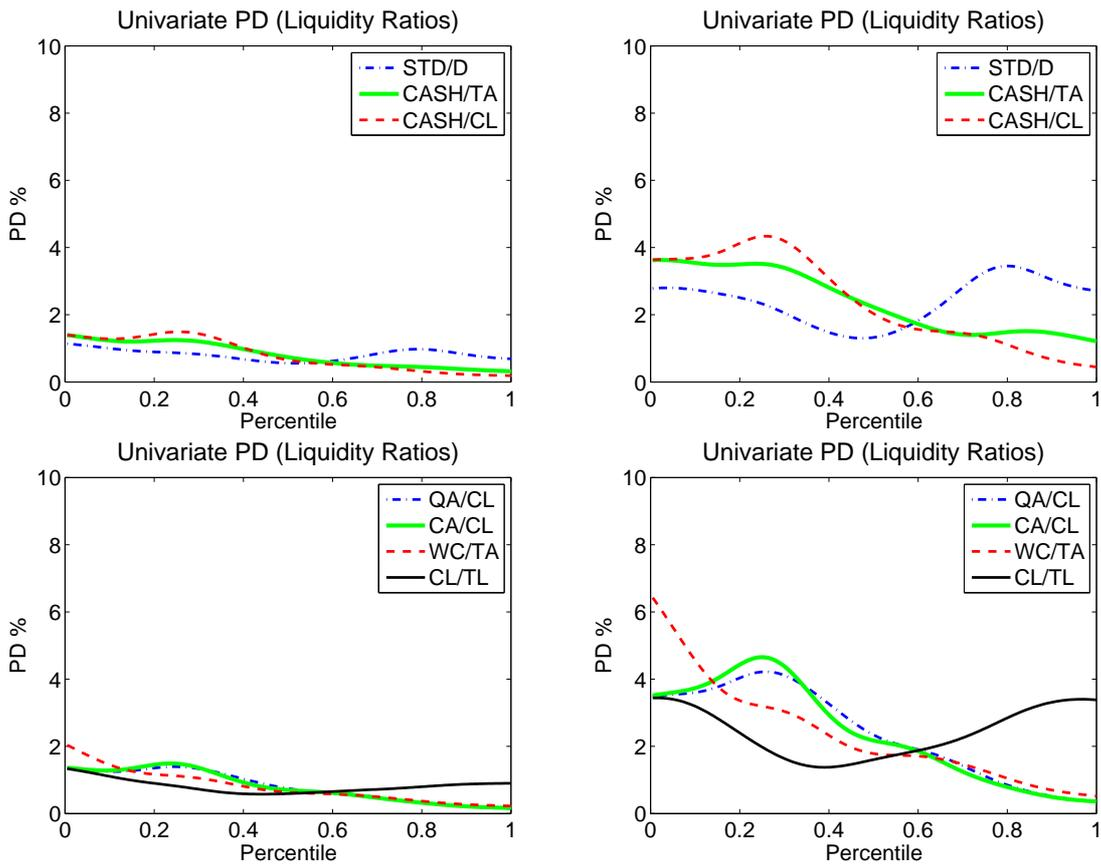 Univariate PD (Liquidity Ratios)
10
8
6
4
2
0
PD %
STD/D
CASH/TA
CASH/CL
0 0.2 0.4 0.6 0.8 1
Percentile
Univariate PD (Liquidity Ratios)
10
8
6
4
2
0
PD %
STD/D
CASH/TA
CASH/CL
0 0.2 0.4 0.6 0.8 1
Percentile
Univariate PD (Liquidity Ratios)
10
8
6
4
2
0
PD %
QA/CL
CA/CL
WC/TA
CL/TL
0 0.2 0.4 0.6 0.8 1
Percentile
Univariate PD (Liquidity Ratios)
10
8
6
4
2
0
PD %
QA/CL
CA/CL
WC/TA
CL/TL
0 0.2 0.4 0.6 0.8 1
Percentile